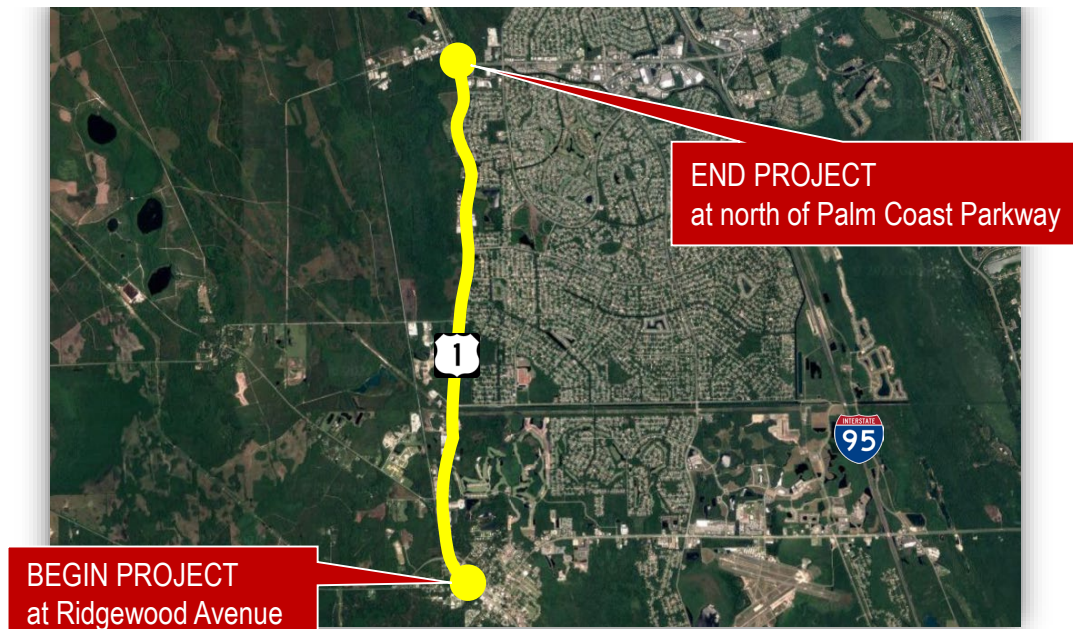 END PROJECT
at north of Palm Coast Parkway
1
INTERSTATE
95
BEGIN PROJECT
at Ridgewood Avenue